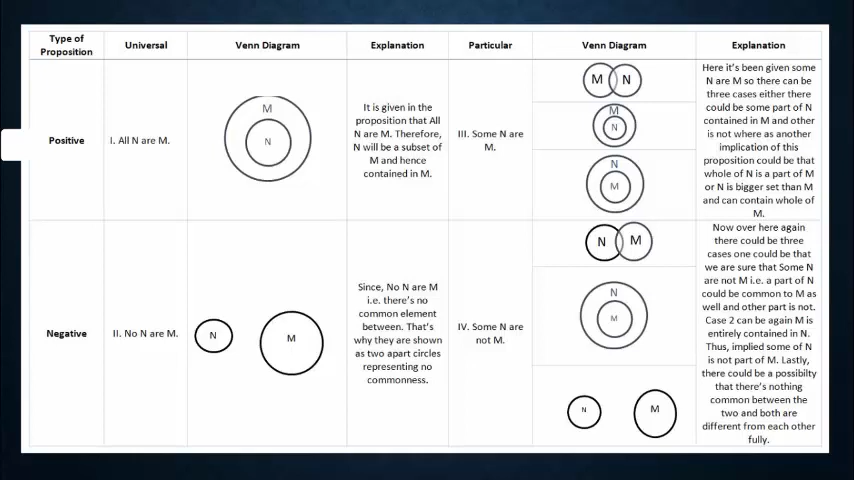 Type of
Proposition
Universal
Venn Diagram
Explanation
Particular
Venn Diagram
Explanation
Positive
I. All N are M.
M
N
It is given in the
proposition that All
N are M. Therefore,
N will be a subset of
M and hence
contained in M.
III. Some N are
M.
M N
M
N
N
M
Here it's been given some
N are M so there can be
three cases either there
could be some part of N
contained in M and other
is not where as another
implication of this
proposition could be that
whole of N is a part of M
or N is bigger set than M
and can contain whole of
M.
Negative
II. No N are M.
N M
Since, No N are M
i.e. there's no
common element
between. That's
why they are shown
as two apart circles
representing no
commonness.
IV. Some N are
not M.
N M
N
M
N M
Now over here again
there could be three
cases one could be that
we are sure that Some N
are not M i.e. a part of N
could be common to M as
well and other part is not.
Case 2 can be again M is
entirely contained in N.
Thus, implied some of N
is not part of M. Lastly,
there could be a possibilty
that there's nothing
common between the
two and both are
different from each other
fully.